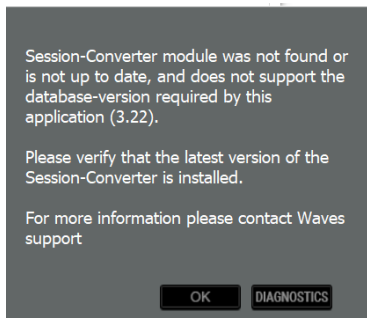 Session-Converter module was not found or
is not up to date, and does not support the
database-version required by this
application (3.22).
Please verify that the latest version of the
Session-Converter is installed.
For more information please contact Waves
support
OK
DIAGNOSTICS